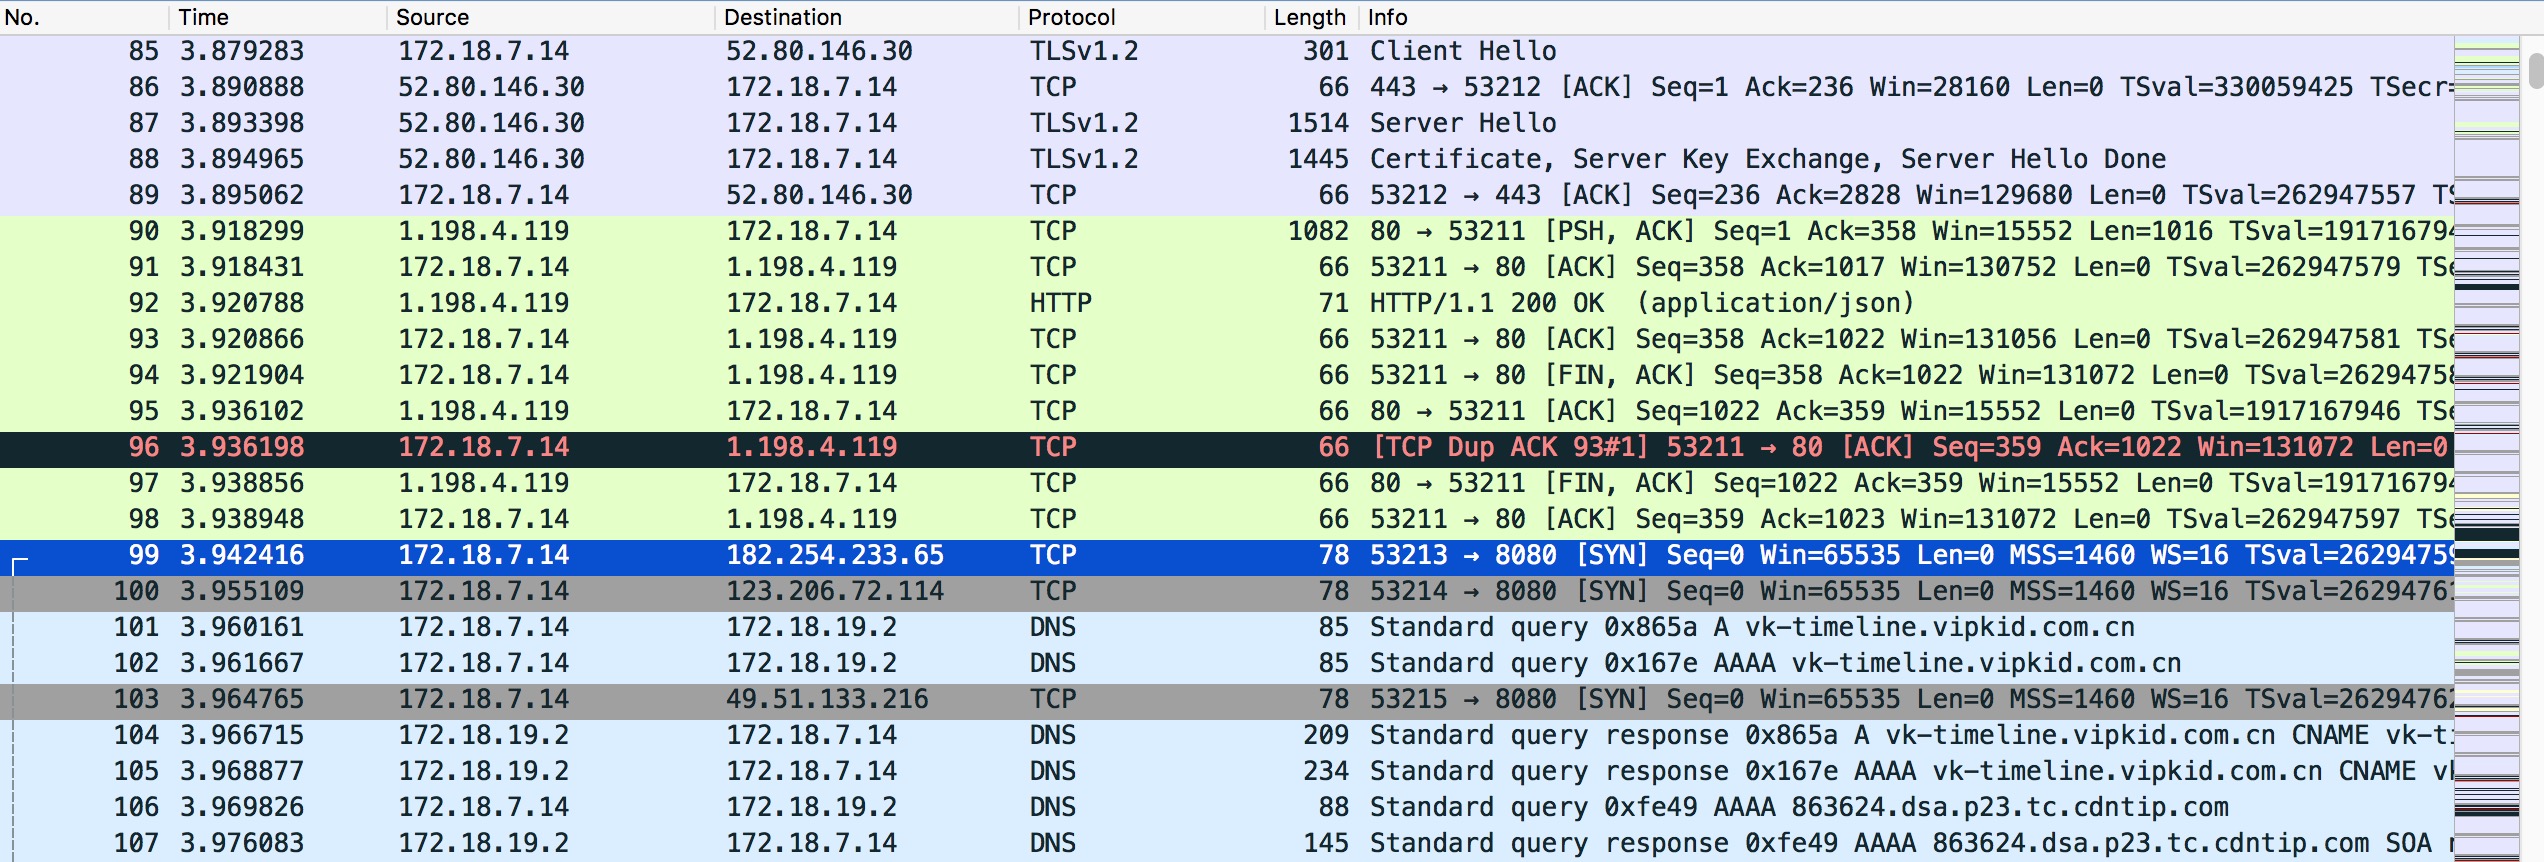 No. Time Source Destination Protocol Length Info
85 3.879283 172.18.7.14 52.80.146.30 TLSv1.2 301 Client Hello
86 3.890888 52.80.146.30 172.18.7.14 TCP 66 443 → 53212 [ACK] Seq=1 Ack=236 Win=28160 Len=0 TSval=330059425 TSecr=
87 3.893398 52.80.146.30 172.18.7.14 TLSv1.2 1514 Server Hello
88 3.894965 52.80.146.30 172.18.7.14 TLSv1.2 1445 Certificate, Server Key Exchange, Server Hello Done
89 3.895062 172.18.7.14 52.80.146.30 TCP 66 53212 → 443 [ACK] Seq=236 Ack=2828 Win=129680 Len=0 TSval=262947557
90 3.918299 1.198.4.119 172.18.7.14 TCP 1082 80 → 53211 [PSH, ACK] Seq=1 Ack=358 Win=15552 Len=1016 TSval=191716794
91 3.918431 172.18.7.14 1.198.4.119 TCP 66 53211 → 80 [ACK] Seq=358 Ack=1017 Win=130752 Len=0 TSval=262947579
92 3.920788 1.198.4.119 172.18.7.14 HTTP 71 HTTP/1.1 200 OK (application/json)
93 3.920866 172.18.7.14 1.198.4.119 TCP 66 53211 → 80 [ACK] Seq=358 Ack=1022 Win=131056 Len=0 TSval=262947581
94 3.921904 172.18.7.14 1.198.4.119 TCP 66 53211 → 80 [FIN, ACK] Seq=358 Ack=1022 Win=131072 Len=0 TSval=26294758
95 3.936102 1.198.4.119 172.18.7.14 TCP 66 80 → 53211 [ACK] Seq=1022 Ack=359 Win=15552 Len=0 TSval=1917167946
96 3.936198 172.18.7.14 1.198.4.119 TCP 66 [TCP Dup ACK 93#1] 53211 → 80 [ACK] Seq=359 Ack=1022 Win=131072 Len=0
97 3.938856 1.198.4.119 172.18.7.14 TCP 66 80 → 53211 [FIN, ACK] Seq=1022 Ack=359 Win=15552 Len=0 TSval=191716794
98 3.938948 172.18.7.14 1.198.4.119 TCP 66 53211 → 80 [ACK] Seq=359 Ack=1023 Win=131072 Len=0 TSval=262947597
99 3.942416 172.18.7.14 182.254.233.65 TCP 78 53213 → 8080 [SYN] Seq=0 Win=65535 Len=0 MSS=1460 WS=16 TSval=26294759
100 3.955109 172.18.7.14 123.206.72.114 TCP 78 53214 → 8080 [SYN] Seq=0 Win=65535 Len=0 MSS=1460 WS=16 TSval=2629476
101 3.960161 172.18.7.14 172.18.19.2 DNS 85 Standard query 0x865a A vk-timeline.vipkid.com.cn
102 3.961667 172.18.7.14 172.18.19.2 DNS 85 Standard query 0x167e AAAA vk-timeline.vipkid.com.cn
103 3.964765 172.18.7.14 49.51.133.216 TCP 78 53215 → 8080 [SYN] Seq=0 Win=65535 Len=0 MSS=1460 WS=16 TSval=26294762
104 3.966715 172.18.19.2 172.18.7.14 DNS 209 Standard query response 0x865a A vk-timeline.vipkid.com.cn CNAME vk-t
105 3.968877 172.18.19.2 172.18.7.14 DNS 234 Standard query response 0x167e AAAA vk-timeline.vipkid.com.cn CNAME
106 3.969826 172.18.7.14 172.18.19.2 DNS 88 Standard query 0xfe49 AAAA 863624.dsa.p23.tc.cdntip.com
107 3.976083 172.18.19.2 172.18.7.14 DNS 145 Standard query response 0xfe49 AAAA 863624.dsa.p23.tc.cdntip.com SOA